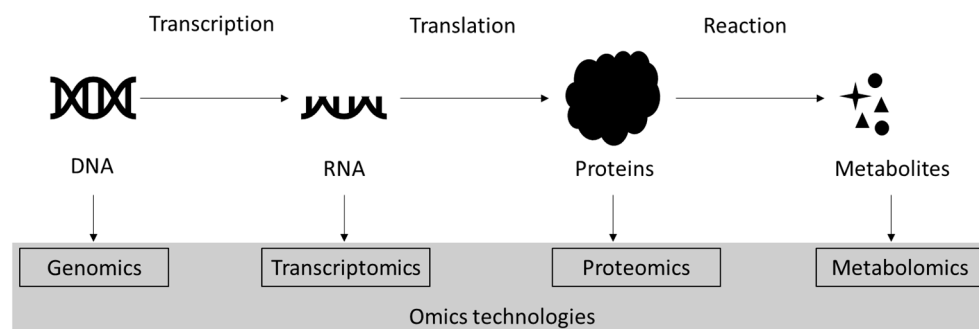 Transcription Translation Reaction
DNA RNA Proteins Metabolites
Genomics Transcriptomics Proteomics Metabolomics
Omics technologies